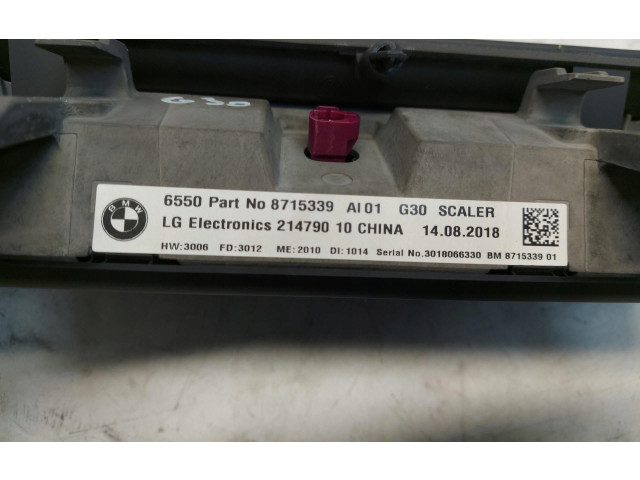 G30
BMW
6550 Part No 8715339 AI 01 G30 SCALER
LG Electronics 214790 10 CHINA 14.08.2018
HW:3006 FD:3012 ME:2010 DI:1014 Serial No.3018066330 BM 8715339 01